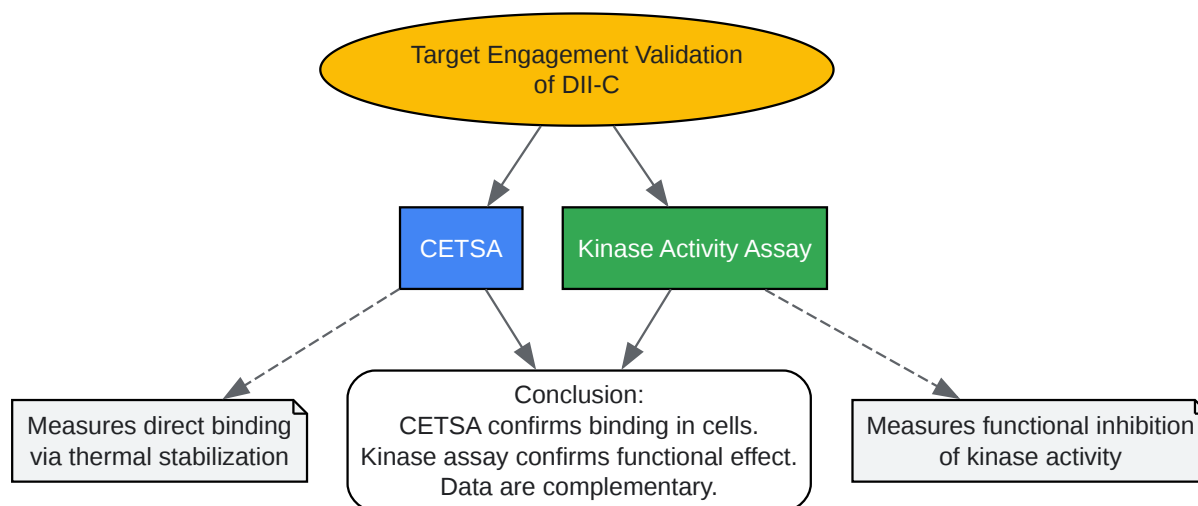 Target Engagement Validation
of DII-C
CETSA
Kinase Activity Assay
Measures direct binding
via thermal stabilization
Conclusion:
CETSA confirms binding in cells.
Kinase assay confirms functional effect.
Data are complementary.
Measures functional inhibition
of kinase activity